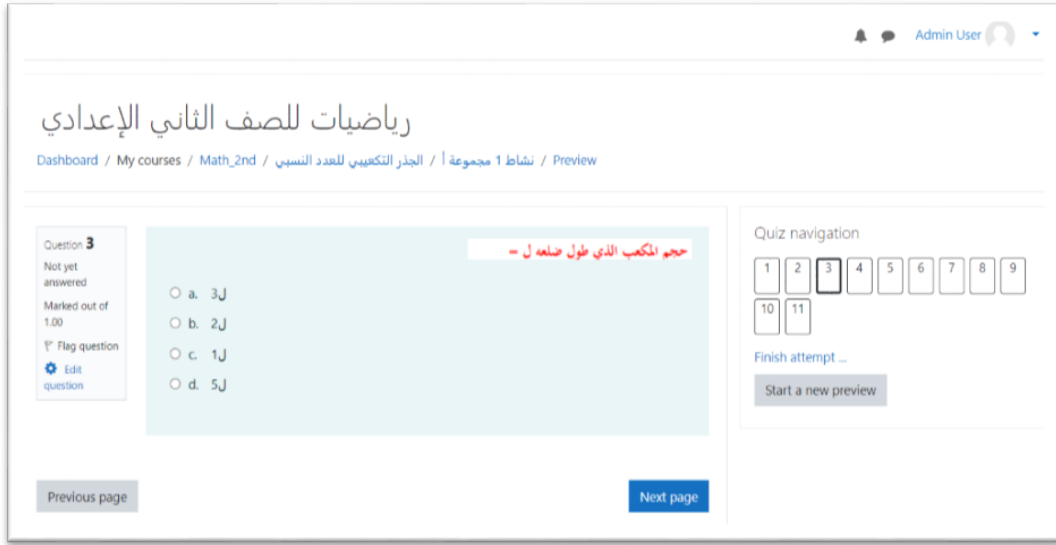 Admin User
رياضيات للصف الثاني الإعدادي
Dashboard / My courses / Math_2nd / الجذر التكعيبي للعدد النسبي / نشاط 1 مجموعة أ / Preview
Question 3
Not yet
answered
Marked out of
1.00
Flag question
Edit
question
حجم المكعب الذي طول ضلعه ل =
a. ل3
b. ل2
c. ل1
d. ل5
Previous page
Next page
Quiz navigation
1 2 3 4 5 6 7 8 9
10 11
Finish attempt ...
Start a new preview